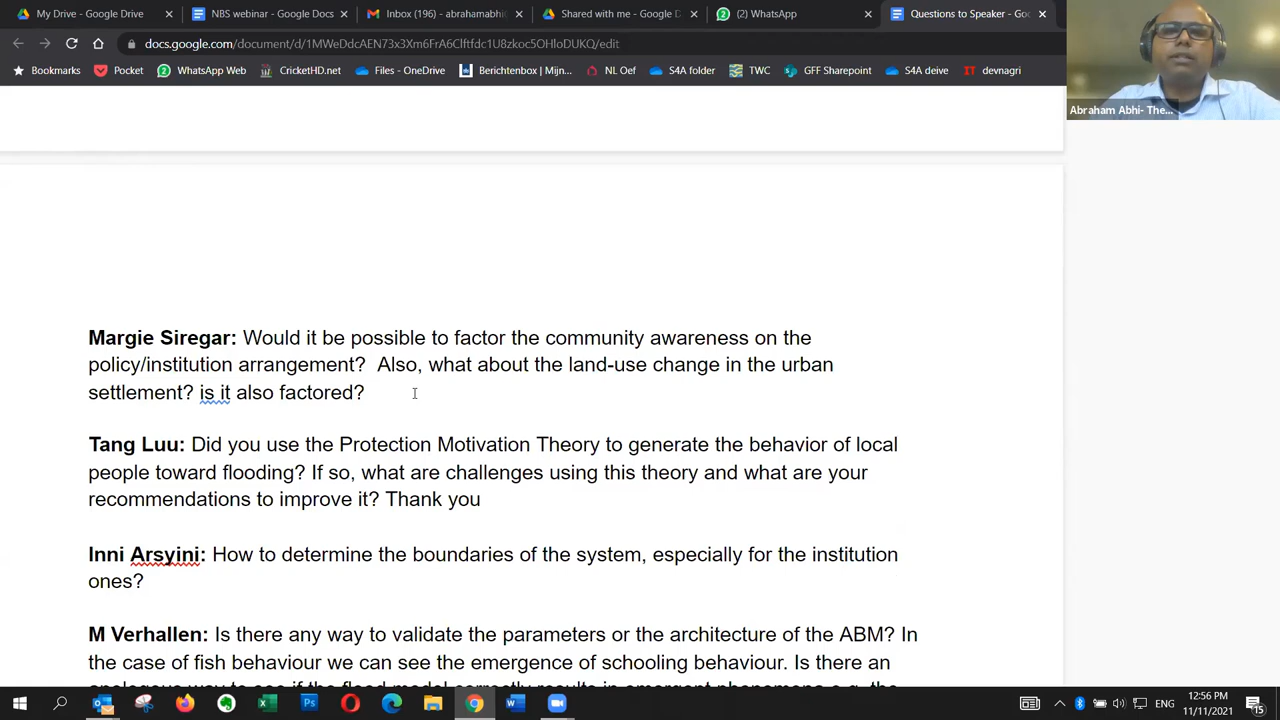 My Drive - Google Drive
NBS webinar - Google Docs
Inbox (196) - abrahamabhi
Shared with me - Google D
(2) WhatsApp
Questions to Speaker - Go
docs.google.com/document/d/1MWeDdcAEN73x3Xm6FrA6Clftfdc1U8zkoc5OHloDUKQ/edit
Bookmarks
Pocket
WhatsApp Web
CricketHD.net
Files - OneDrive
Berichtenbox | Mijn...
NL Oef
S4A folder
TWC
GFF Sharepoint
S4A deive
IT devnagri
Abraham Abhi- The...
Margie Siregar: Would it be possible to factor the community awareness on the
policy/institution arrangement? Also, what about the land-use change in the urban
settlement? is it also factored?
Tang Luu: Did you use the Protection Motivation Theory to generate the behavior of local
people toward flooding? If so, what are challenges using this theory and what are your
recommendations to improve it? Thank you
Inni Arsyini: How to determine the boundaries of the system, especially for the institution
ones?
M Verhallen: Is there any way to validate the parameters or the architecture of the ABM? In
the case of fish behaviour we can see the emergence of schooling behaviour. Is there an
ENG
12:56 PM
11/11/2021
15